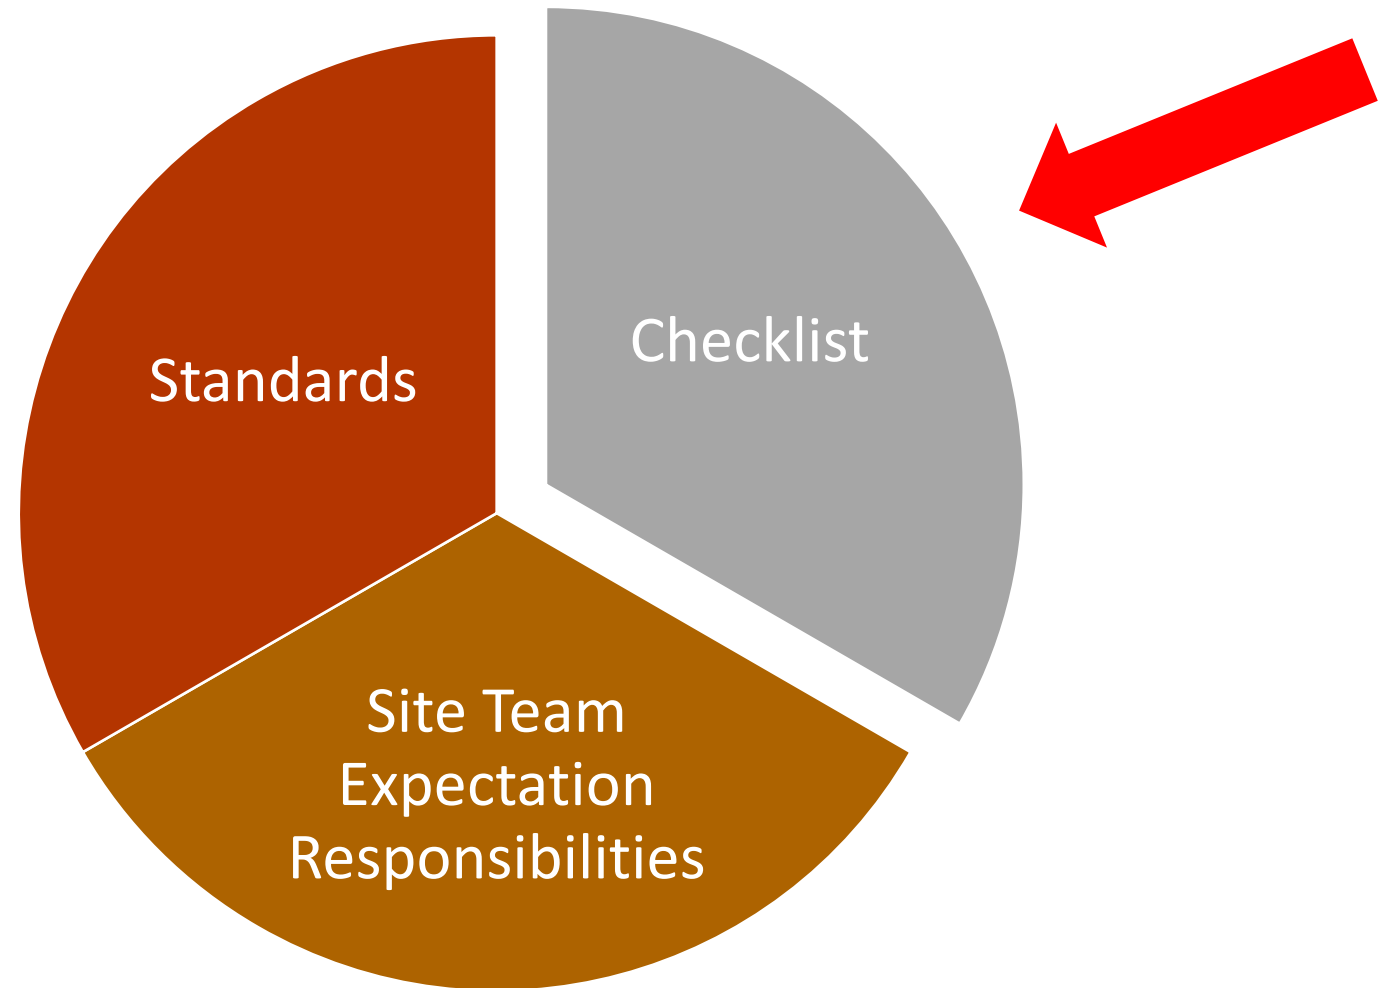 Standards
Checklist
Site Team
Expectation
Responsibilities